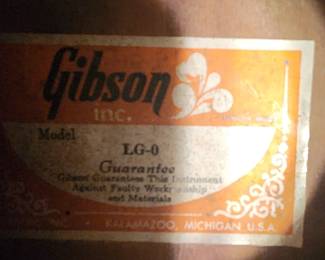 Gibson
inc.
Model
LG-0
Guarantee
Gibson Guarantees This Instrument
Against Faulty Workmanship
and Materials
KALAMAZOO, MICHIGAN U.S.A.